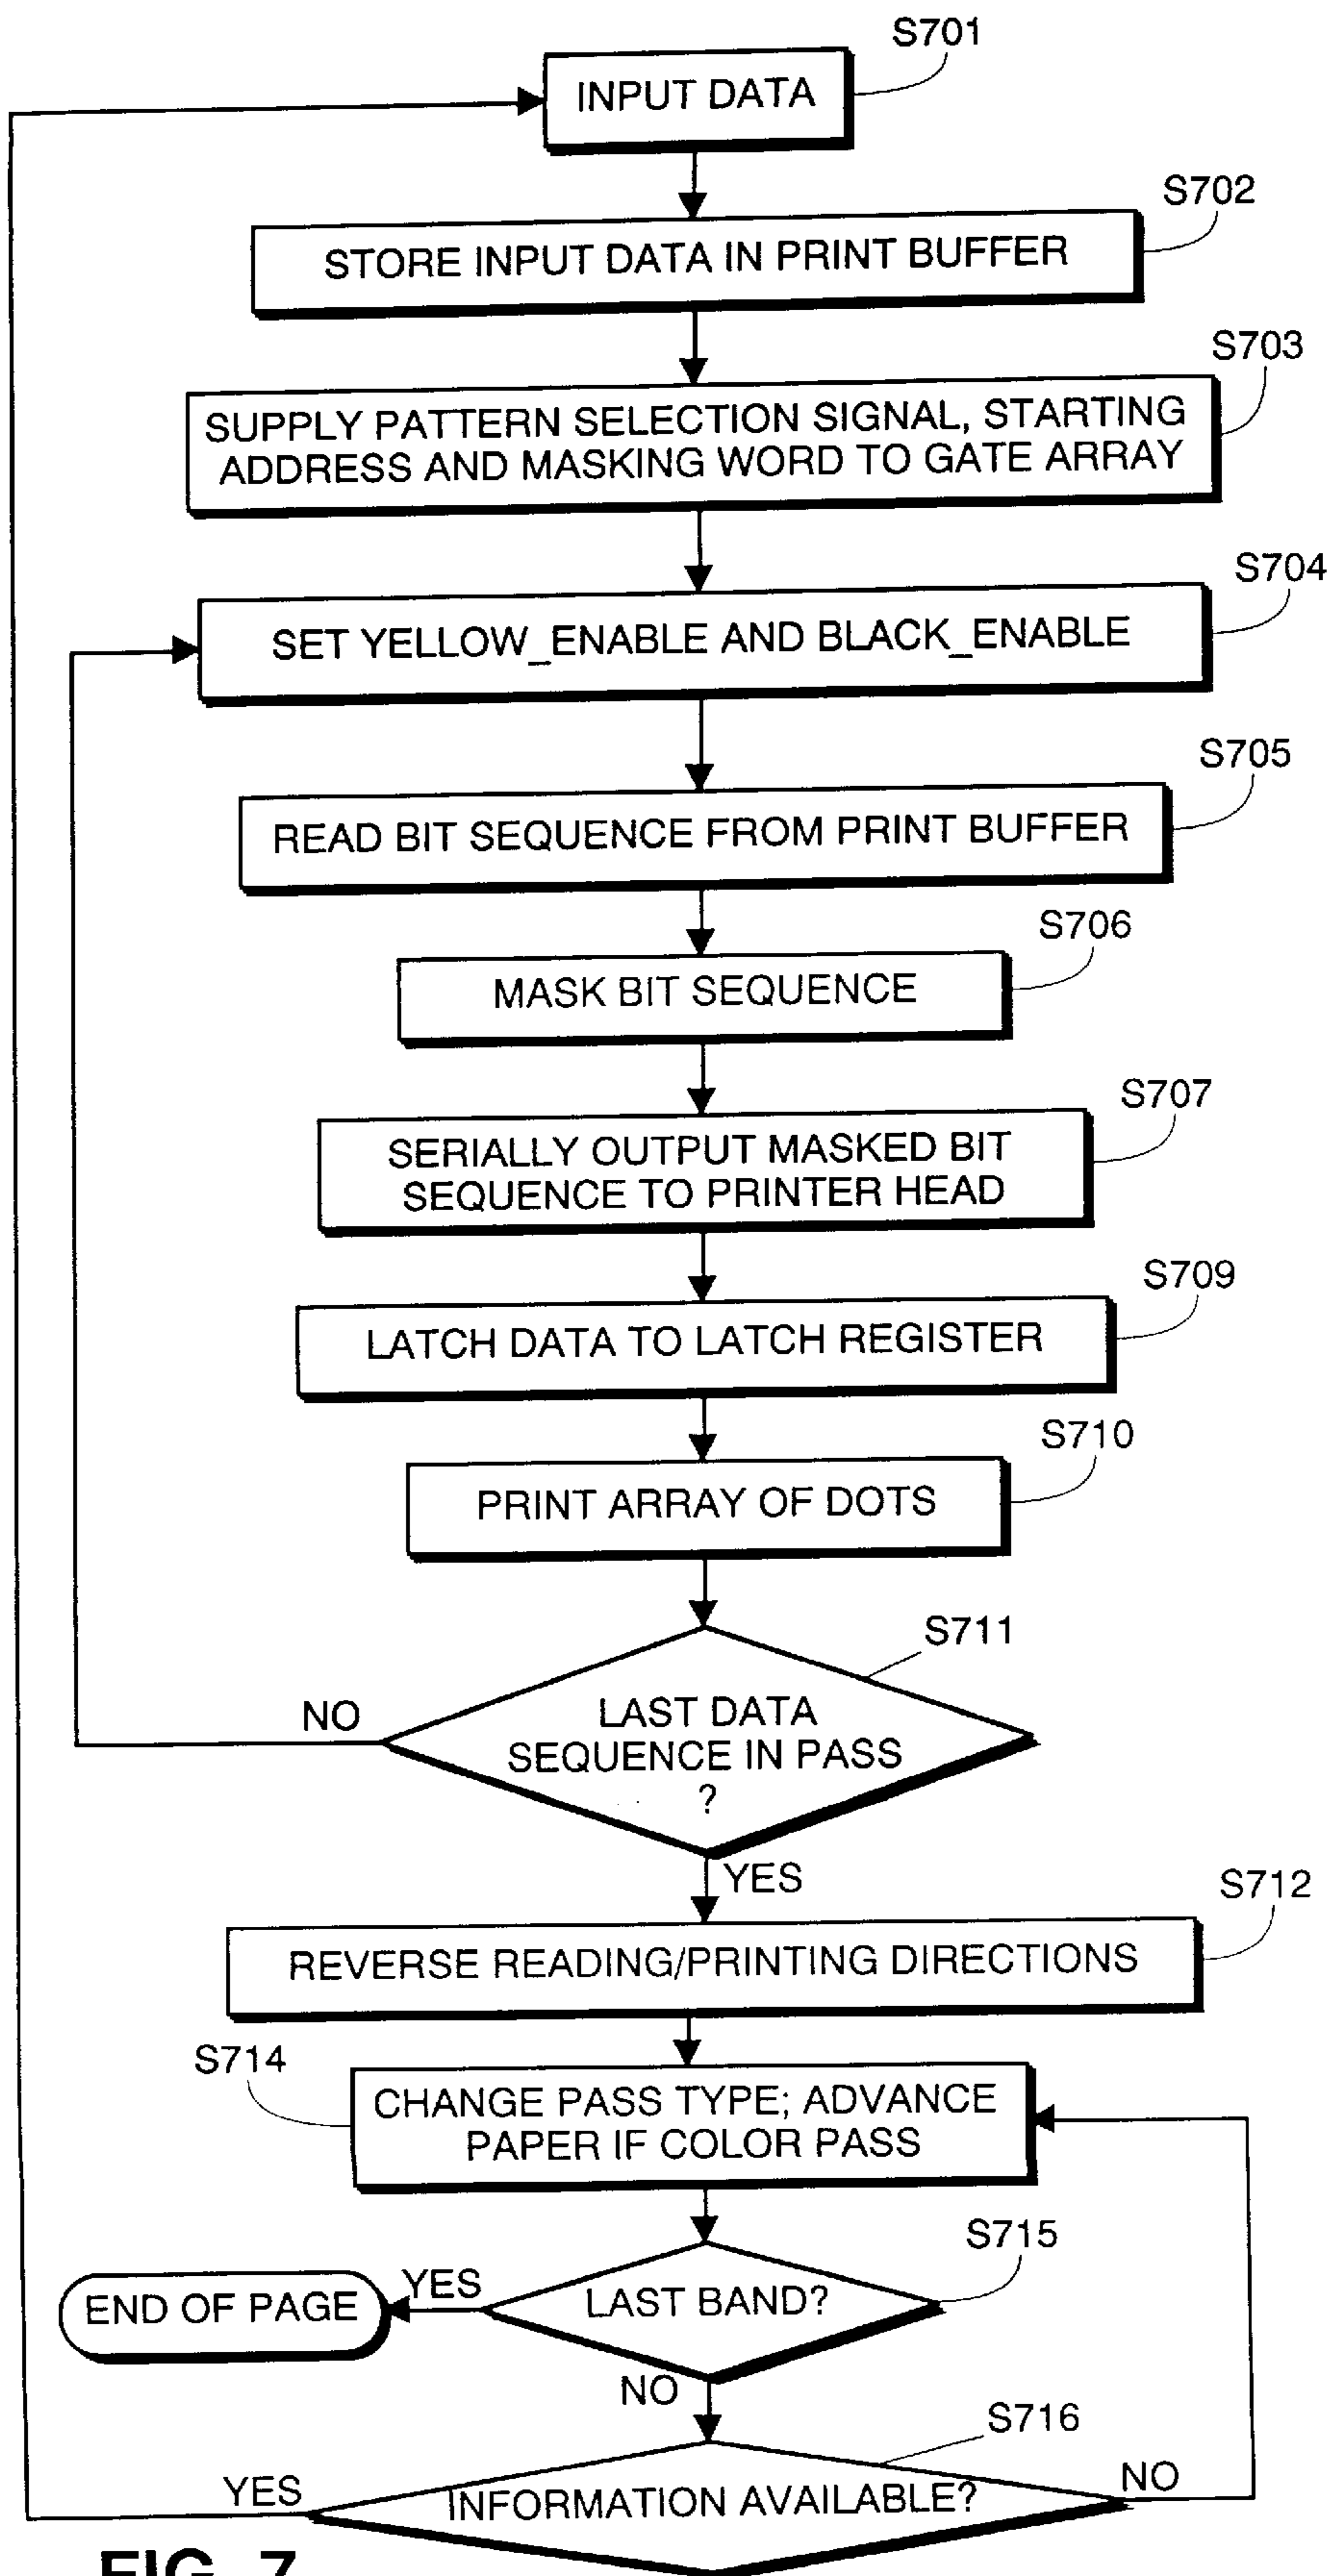 S701
INPUT DATA
S702
STORE INPUT DATA IN PRINT BUFFER
S703
SUPPLY PATTERN SELECTION SIGNAL, STARTING
ADDRESS AND MASKING WORD TO GATE ARRAY
S704
SET YELLOW_ENABLE AND BLACK_ENABLE
S705
READ BIT SEQUENCE FROM PRINT BUFFER
S706
MASK BIT SEQUENCE
S707
SERIALLY OUTPUT MASKED BIT
SEQUENCE TO PRINTER HEAD
S709
LATCH DATA TO LATCH REGISTER
S710
PRINT ARRAY OF DOTS
S711
NO
LAST DATA
SEQUENCE IN PASS
?
YES
S712
REVERSE READING/PRINTING DIRECTIONS
S714
CHANGE PASS TYPE; ADVANCE
PAPER IF COLOR PASS
S715
END OF PAGE
YES
LAST BAND?
NO
S716
YES
INFORMATION AVAILABLE?
NO
FIG. 7